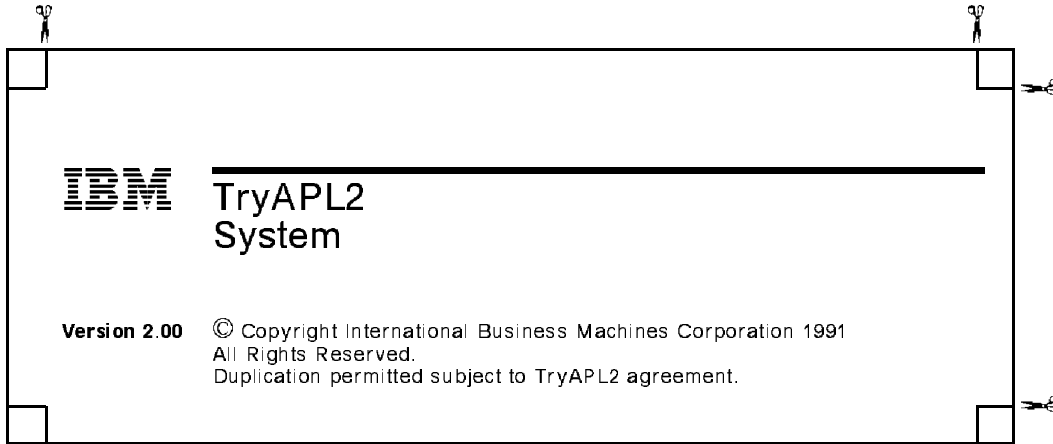 IBM
TryAPL2
System
Version 2.00
© Copyright International Business Machines Corporation 1991
All Rights Reserved.
Duplication permitted subject to TryAPL2 agreement.